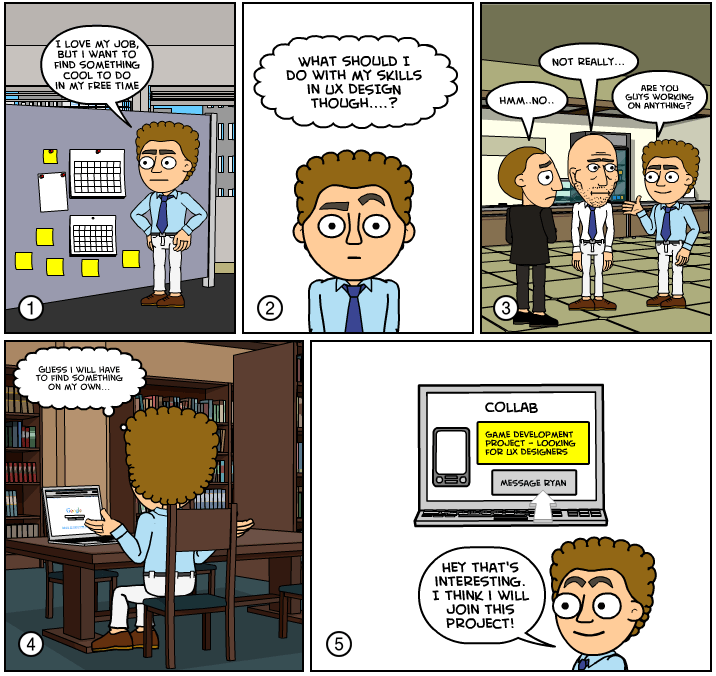 I LOVE MY JOB,
BUT I WANT TO
FIND SOMETHING
COOL TO DO
IN MY FREE TIME
1
WHAT SHOULD I
DO WITH MY SKILLS
IN UX DESIGN
THOUGH....?
2
HMM..NO..
NOT REALLY...
ARE YOU
GUYS WORKING
ON ANYTHING?
3
GUESS I WILL HAVE
TO FIND SOMETHING
ON MY OWN...
Google
4
COLLAB
GAME DEVELOPMENT
PROJECT - LOOKING
FOR UX DESIGNERS
MESSAGE RYAN
HEY THAT'S
INTERESTING.
I THINK I WILL
JOIN THIS
PROJECT!
5